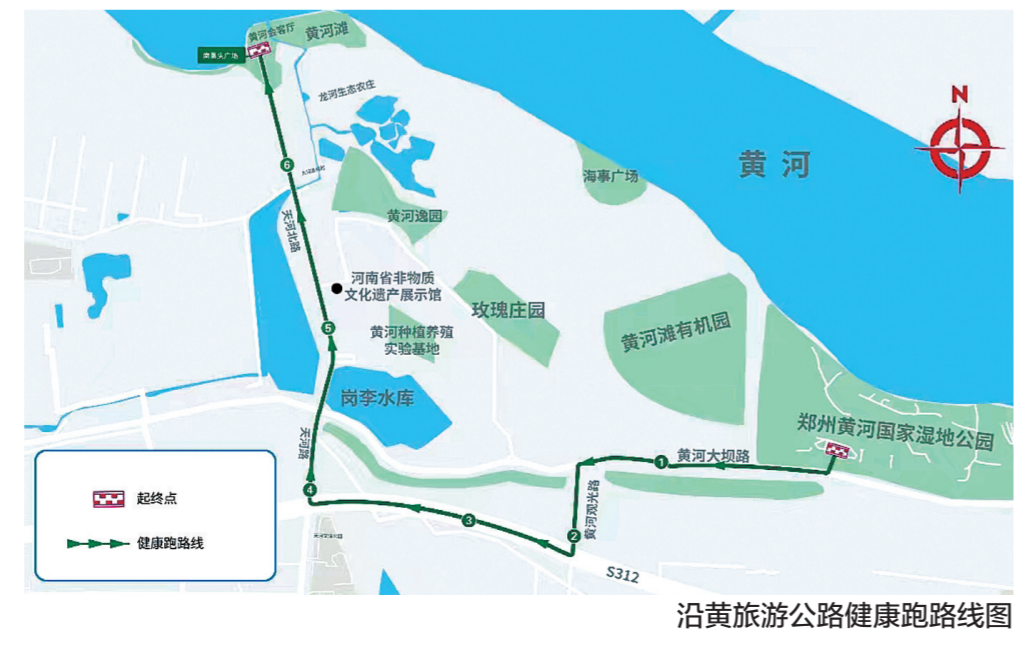 黄河会客厅
黄河滩
南裹头广场
龙河生态农庄
N
黄河
海事广场
6
黄河逸园
天河北路
河南省非物质
文化遗产展示馆
玫瑰庄园
5
黄河种植养殖
实验基地
黄河滩有机园
岗李水库
郑州黄河国家湿地公园
天河路
黄河大坝路
1
4
黄河观光路
3
2
S312
起终点
健康跑路线
沿黄旅游公路健康跑路线图